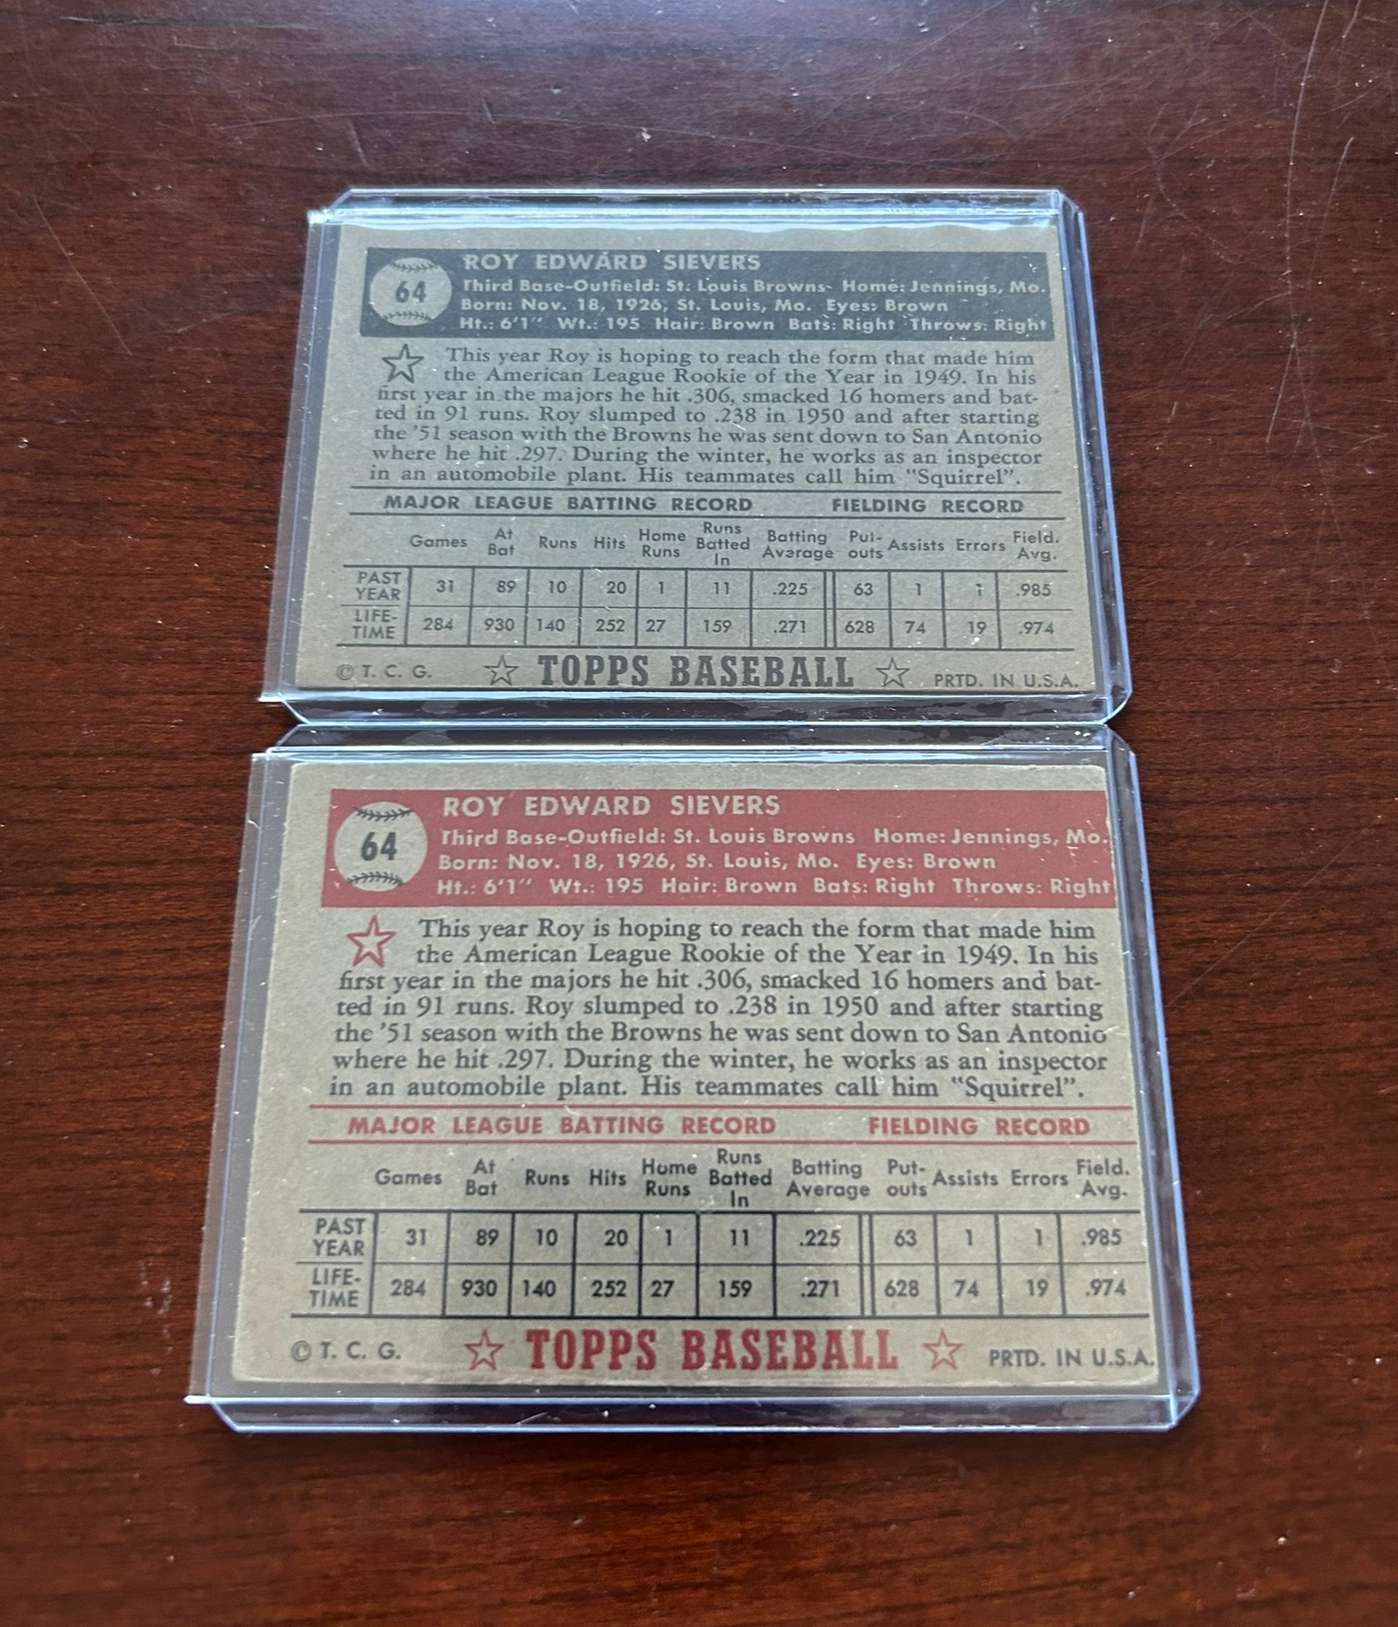 ROY EDWARD SIEVERS
64
Third Base-Outfield: St. Louis Browns Home: Jennings, Mo.
Born: Nov. 18, 1926, St. Louis, Mo. Eyes: Brown
Ht.: 6'1" Wt.: 195 Hair: Brown Bats: Right Throws: Right
This year Roy is hoping to reach the form that made him
the American League Rookie of the Year in 1949. In his
first year in the majors he hit .306, smacked 16 homers and bat-
ted in 91 runs. Roy slumped to .238 in 1950 and after starting
the '51 season with the Browns he was sent down to San Antonio
where he hit .297. During the winter, he works as an inspector
in an automobile plant. His teammates call him "Squirrel".
MAJOR LEAGUE BATTING RECORD FIELDING RECORD
Games At Bat Runs Hits Home Runs Runs Batted In Batting Average Put-outs Assists Errors Field. Avg.
PAST YEAR 31 89 10 20 1 11 .225 63 1 1 .985
LIFE-TIME 284 930 140 252 27 159 .271 628 74 19 .974
© T. C. G. TOPPS BASEBALL PRTD. IN U.S.A.
ROY EDWARD SIEVERS
64
Third Base-Outfield: St. Louis Browns Home: Jennings, Mo.
Born: Nov. 18, 1926, St. Louis, Mo. Eyes: Brown
Ht.: 6'1" Wt.: 195 Hair: Brown Bats: Right Throws: Right
This year Roy is hoping to reach the form that made him
the American League Rookie of the Year in 1949. In his
first year in the majors he hit .306, smacked 16 homers and bat-
ted in 91 runs. Roy slumped to .238 in 1950 and after starting
the '51 season with the Browns he was sent down to San Antonio
where he hit .297. During the winter, he works as an inspector
in an automobile plant. His teammates call him "Squirrel".
MAJOR LEAGUE BATTING RECORD FIELDING RECORD
Games At Bat Runs Hits Home Runs Runs Batted In Batting Average Put-outs Assists Errors Field. Avg.
PAST YEAR 31 89 10 20 1 11 .225 63 1 1 .985
LIFE-TIME 284 930 140 252 27 159 .271 628 74 19 .974
© T. C. G. TOPPS BASEBALL PRTD. IN U.S.A.